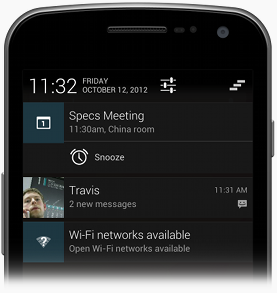 11:32
FRIDAY
OCTOBER 12, 2012
1
Specs Meeting
11:30am, China room
Snooze
Travis
11:31 AM
2 new messages
Wi-Fi networks available
Open Wi-Fi networks available